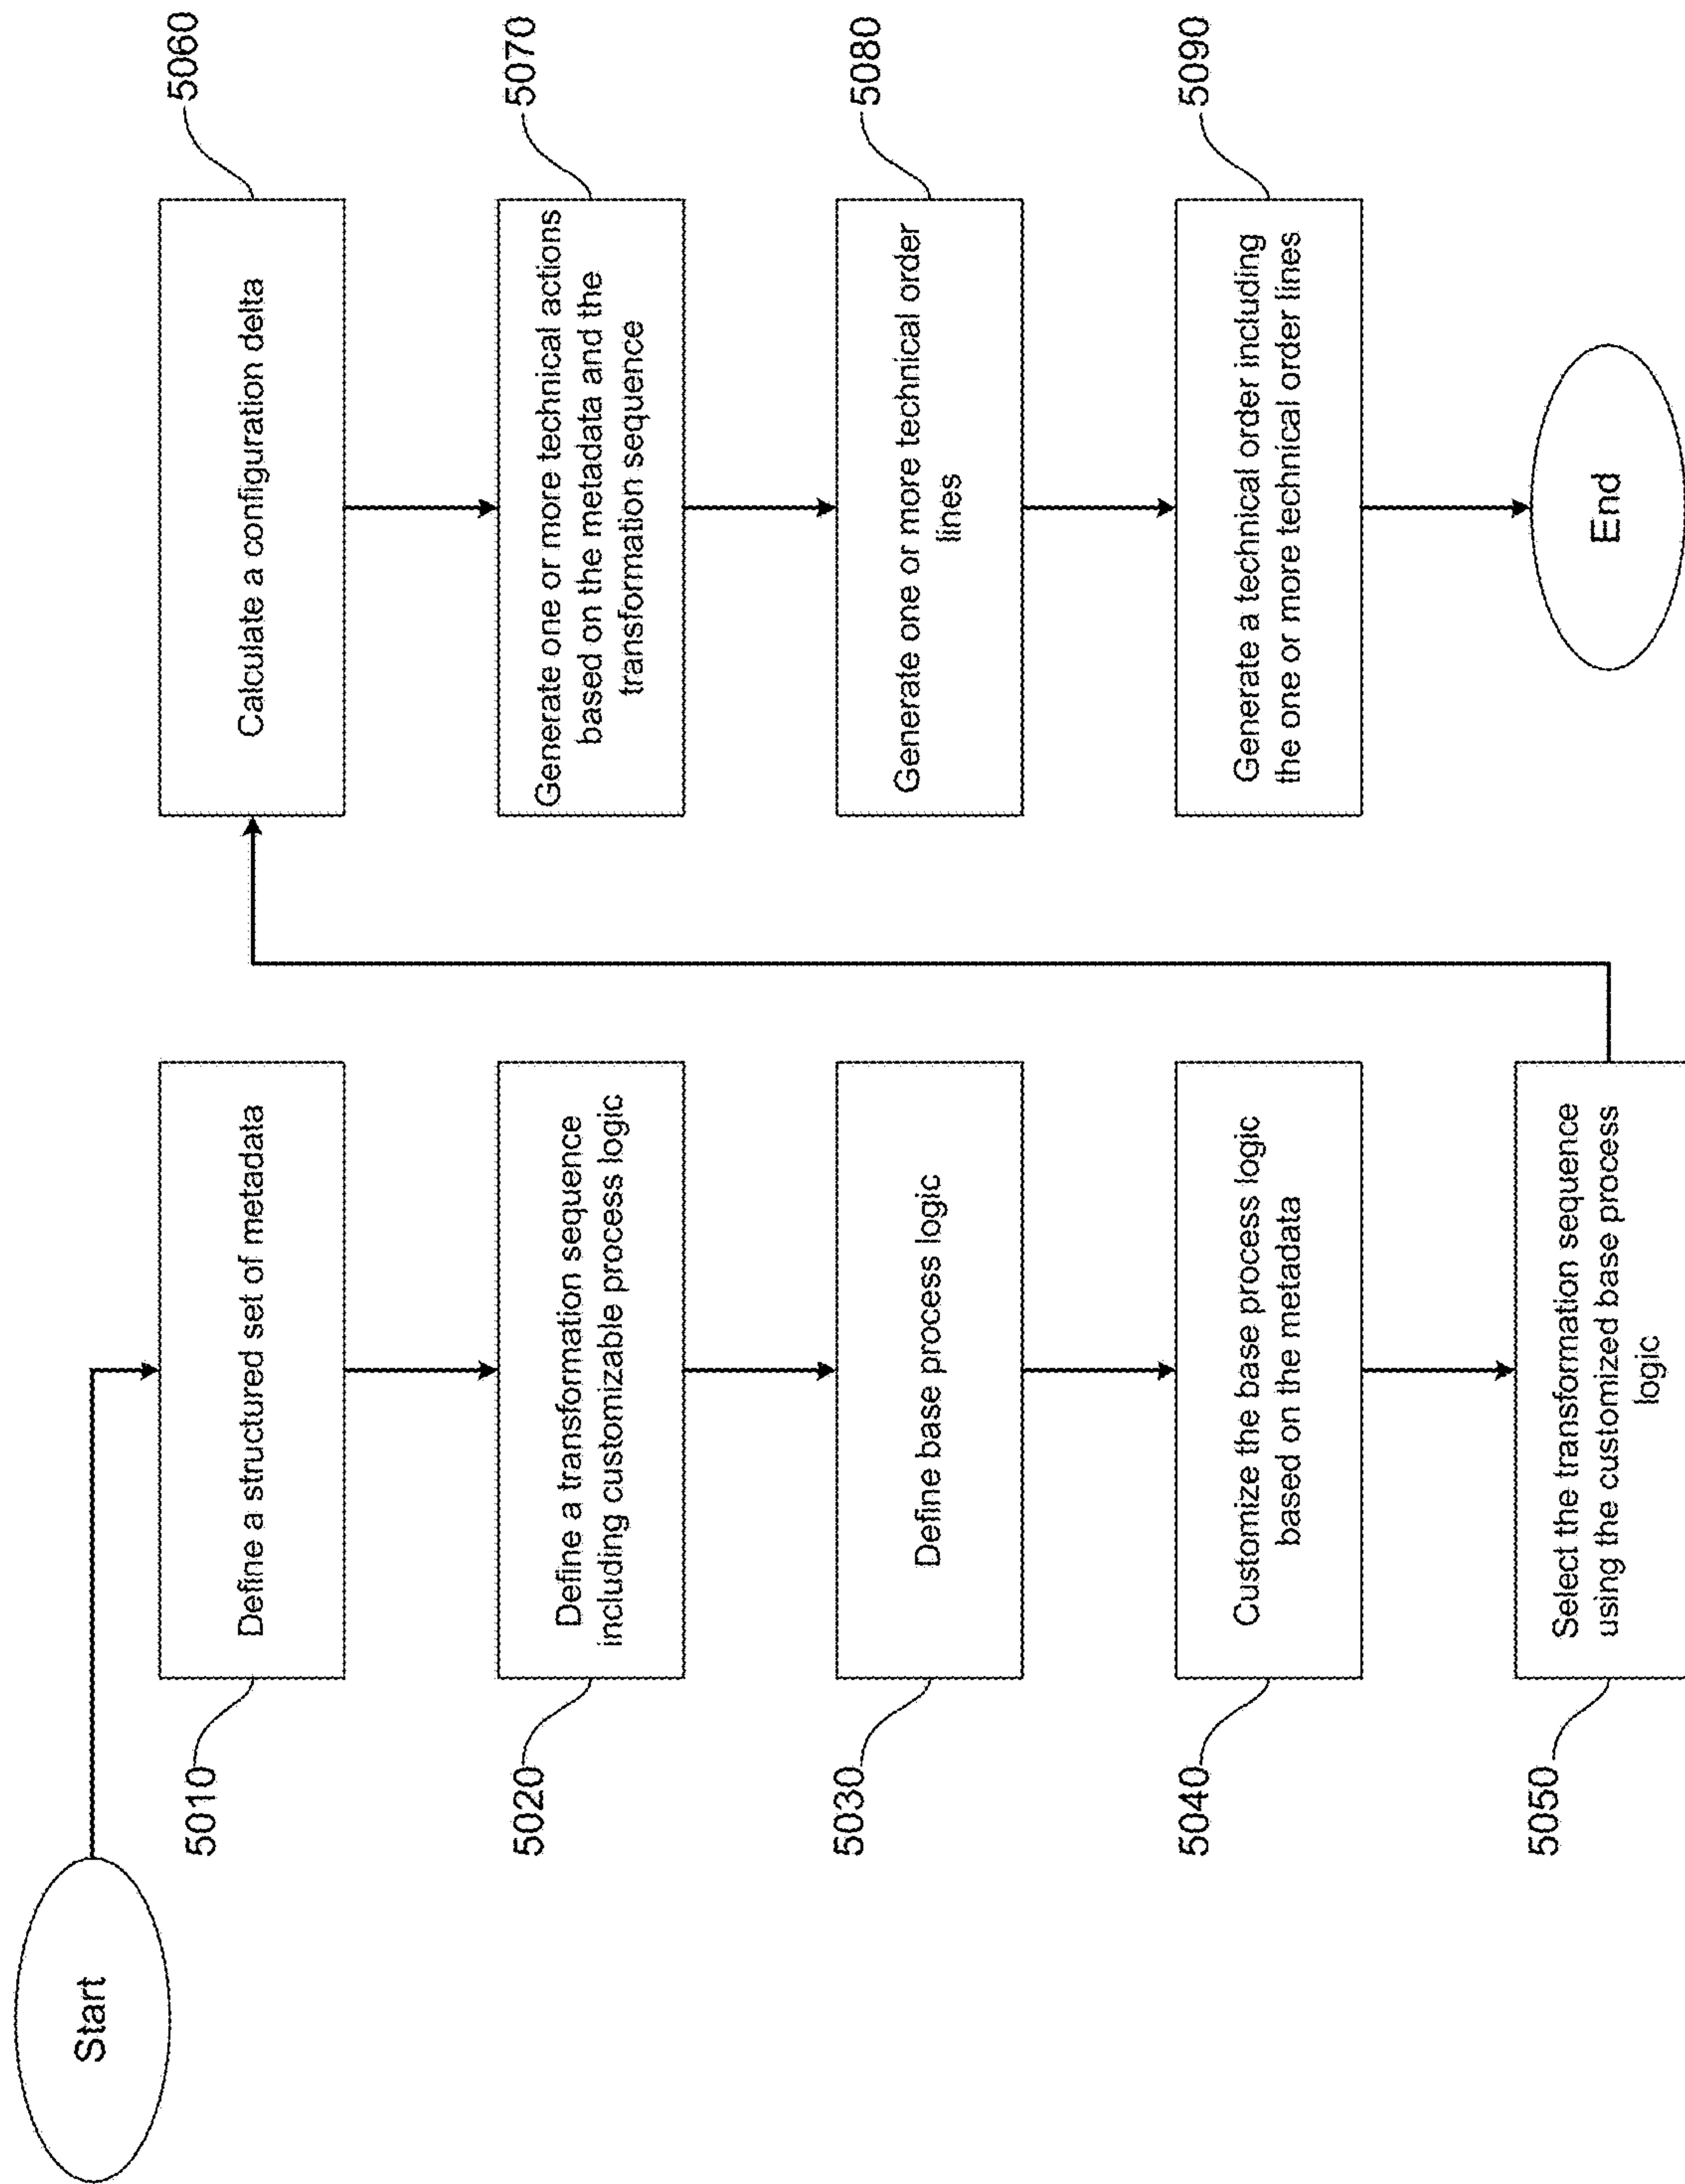 Start
5010
Define a structured set of metadata
5020
Define a transformation sequence
including customizable process logic
5030
Define base process logic
5040
Customize the base process logic
based on the metadata
5050
Select the transformation sequence
using the customized base process
logic
5060
Calculate a configuration delta
5070
Generate one or more technical actions
based on the metadata and the
transformation sequence
5080
Generate one or more technical order
lines
5090
Generate a technical order including
the one or more technical order lines
End